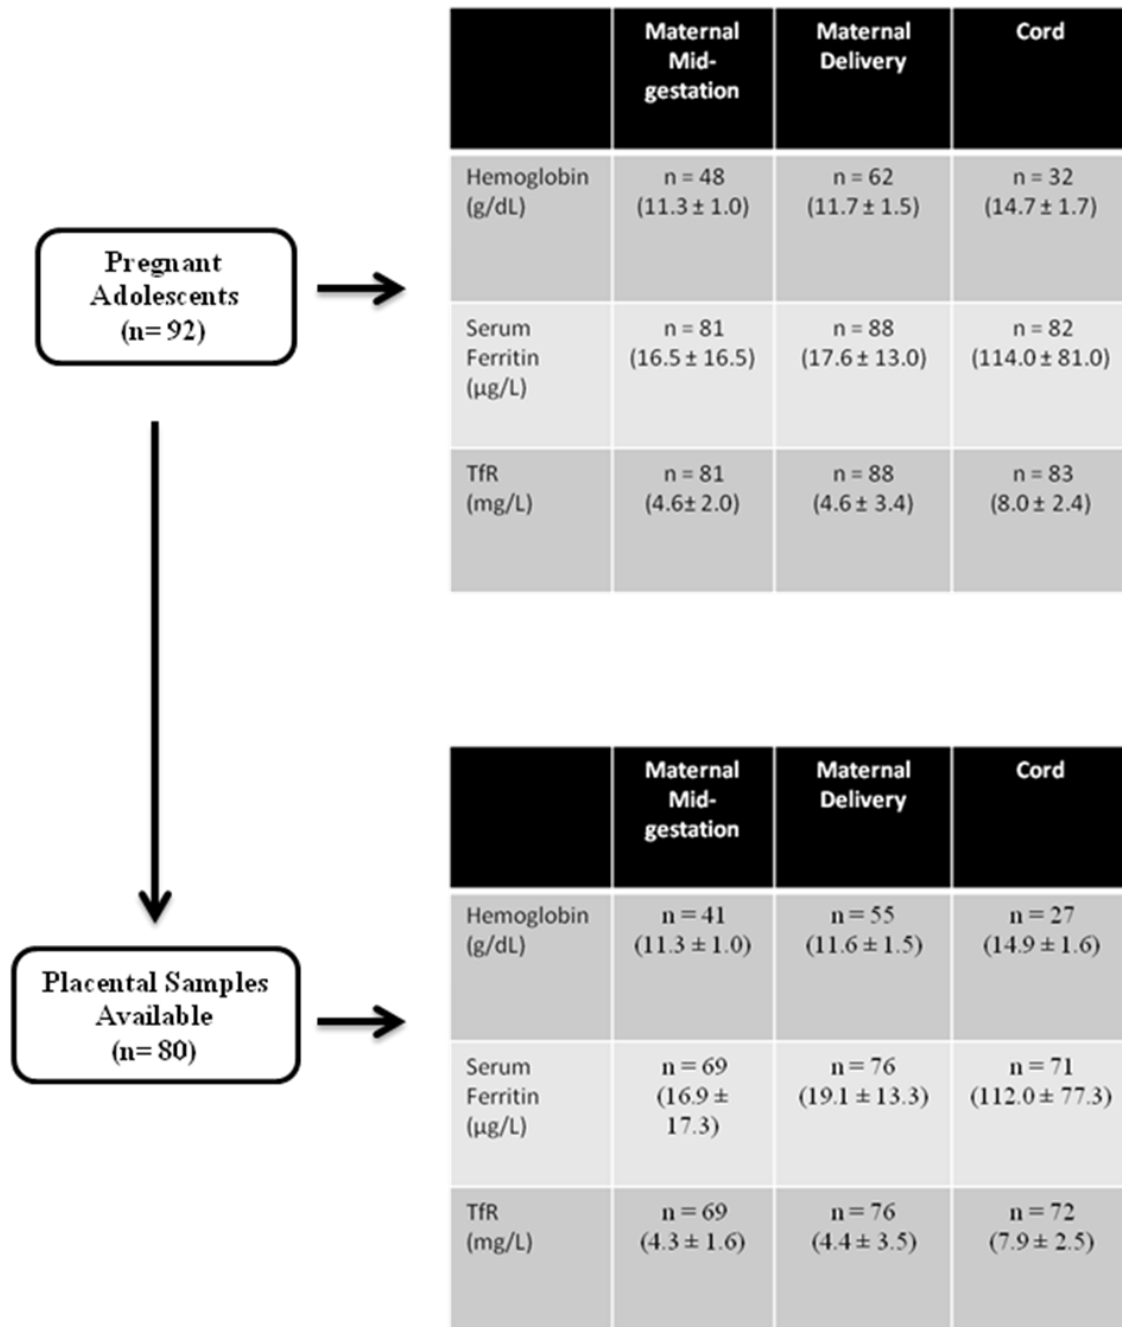 Maternal Mid-gestation Maternal Delivery Cord
Hemoglobin (g/dL) n = 48 (11.3 ± 1.0) n = 62 (11.7 ± 1.5) n = 32 (14.7 ± 1.7)
Pregnant
Adolescents
(n= 92)
Serum Ferritin (µg/L) n = 81 (16.5 ± 16.5) n = 88 (17.6 ± 13.0) n = 82 (114.0 ± 81.0)
TfR (mg/L) n = 81 (4.6± 2.0) n = 88 (4.6 ± 3.4) n = 83 (8.0 ± 2.4)
Maternal Mid-gestation Maternal Delivery Cord
Hemoglobin (g/dL) n = 41 (11.3 ± 1.0) n = 55 (11.6 ± 1.5) n = 27 (14.9 ± 1.6)
Placental Samples
Available
(n= 80)
Serum Ferritin (µg/L) n = 69 (16.9 ± 17.3) n = 76 (19.1 ± 13.3) n = 71 (112.0 ± 77.3)
TfR (mg/L) n = 69 (4.3 ± 1.6) n = 76 (4.4 ± 3.5) n = 72 (7.9 ± 2.5)